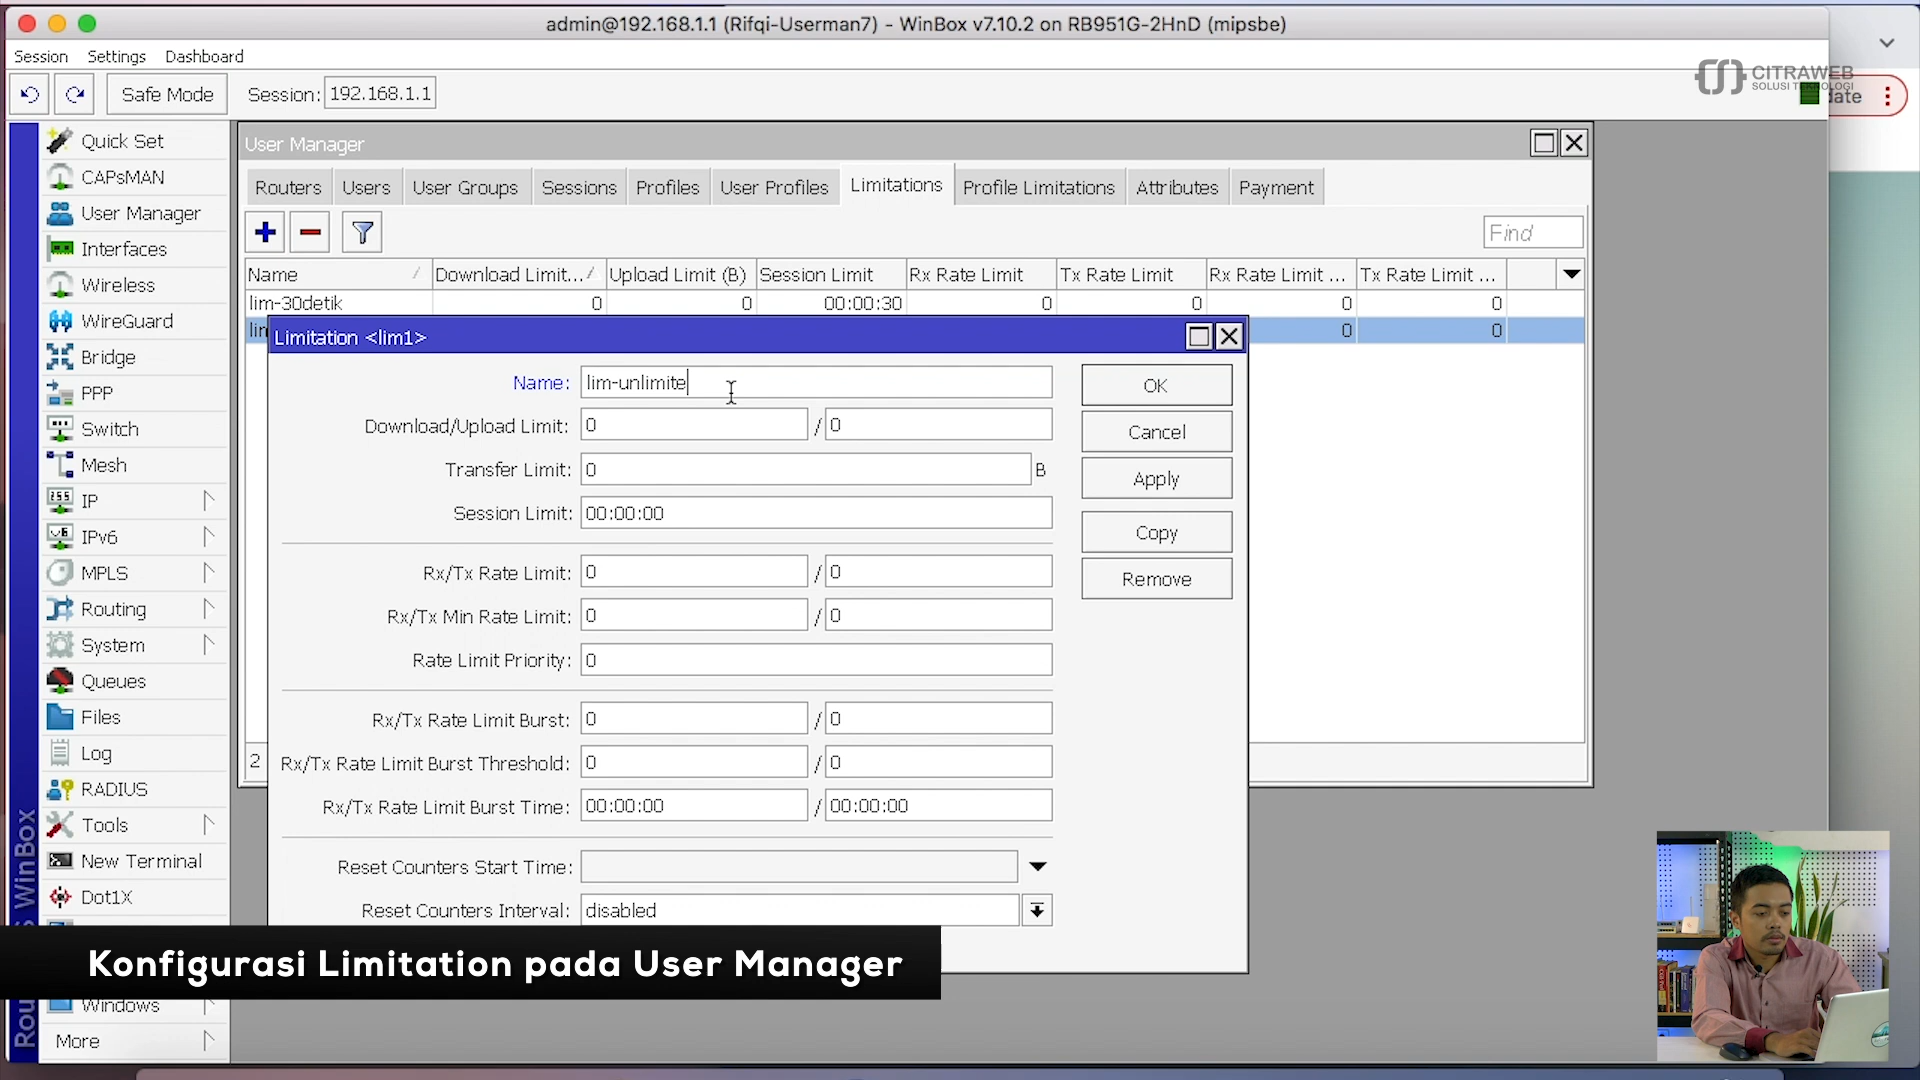 admin@192.168.1.1 (Rifqi-Userman7) - WinBox v7.10.2 on RB951G-2HnD (mipsbe)
Session Settings Dashboard
Safe Mode Session: 192.168.1.1
CITRAWEB
SOLUSI TEKNOLOGI
date
Quick Set
CAPsMAN
User Manager
Interfaces
Wireless
WireGuard
Bridge
PPP
Switch
Mesh
IP
IPv6
MPLS
Routing
System
Queues
Files
Log
RADIUS
Tools
New Terminal
Dot1X
Windows
More
RouterOS WinBox
User Manager
Routers Users User Groups Sessions Profiles User Profiles Limitations Profile Limitations Attributes Payment
Find
Name Download Limit... Upload Limit (B) Session Limit Rx Rate Limit Tx Rate Limit Rx Rate Limit ... Tx Rate Limit ...
lim-30detik 0 0 00:00:30 0 0 0 0
lim 0 0
2
Limitation <lim1>
Name: lim-unlimite
Download/Upload Limit: 0 / 0
Transfer Limit: 0 B
Session Limit: 00:00:00
Rx/Tx Rate Limit: 0 / 0
Rx/Tx Min Rate Limit: 0 / 0
Rate Limit Priority: 0
Rx/Tx Rate Limit Burst: 0 / 0
Rx/Tx Rate Limit Burst Threshold: 0 / 0
Rx/Tx Rate Limit Burst Time: 00:00:00 / 00:00:00
Reset Counters Start Time:
Reset Counters Interval: disabled
OK
Cancel
Apply
Copy
Remove
Konfigurasi Limitation pada User Manager